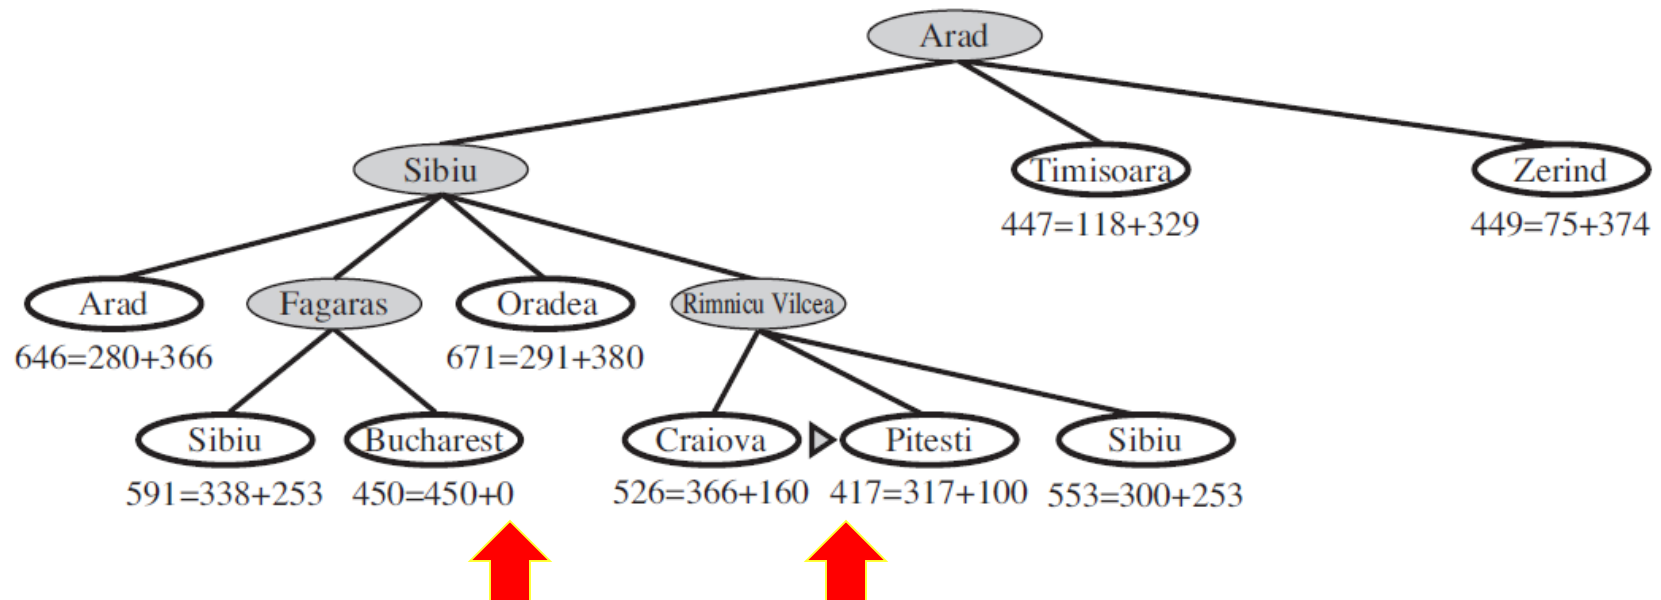 Arad
Sibiu
Timisoara
Zerind
447=118+329
449=75+374
Arad
Fagaras
Oradea
Rimnicu Vilcea
646=280+366
671=291+380
Sibiu
Bucharest
Craiova
Pitesti
Sibiu
591=338+253
450=450+0
526=366+160
417=317+100
553=300+253